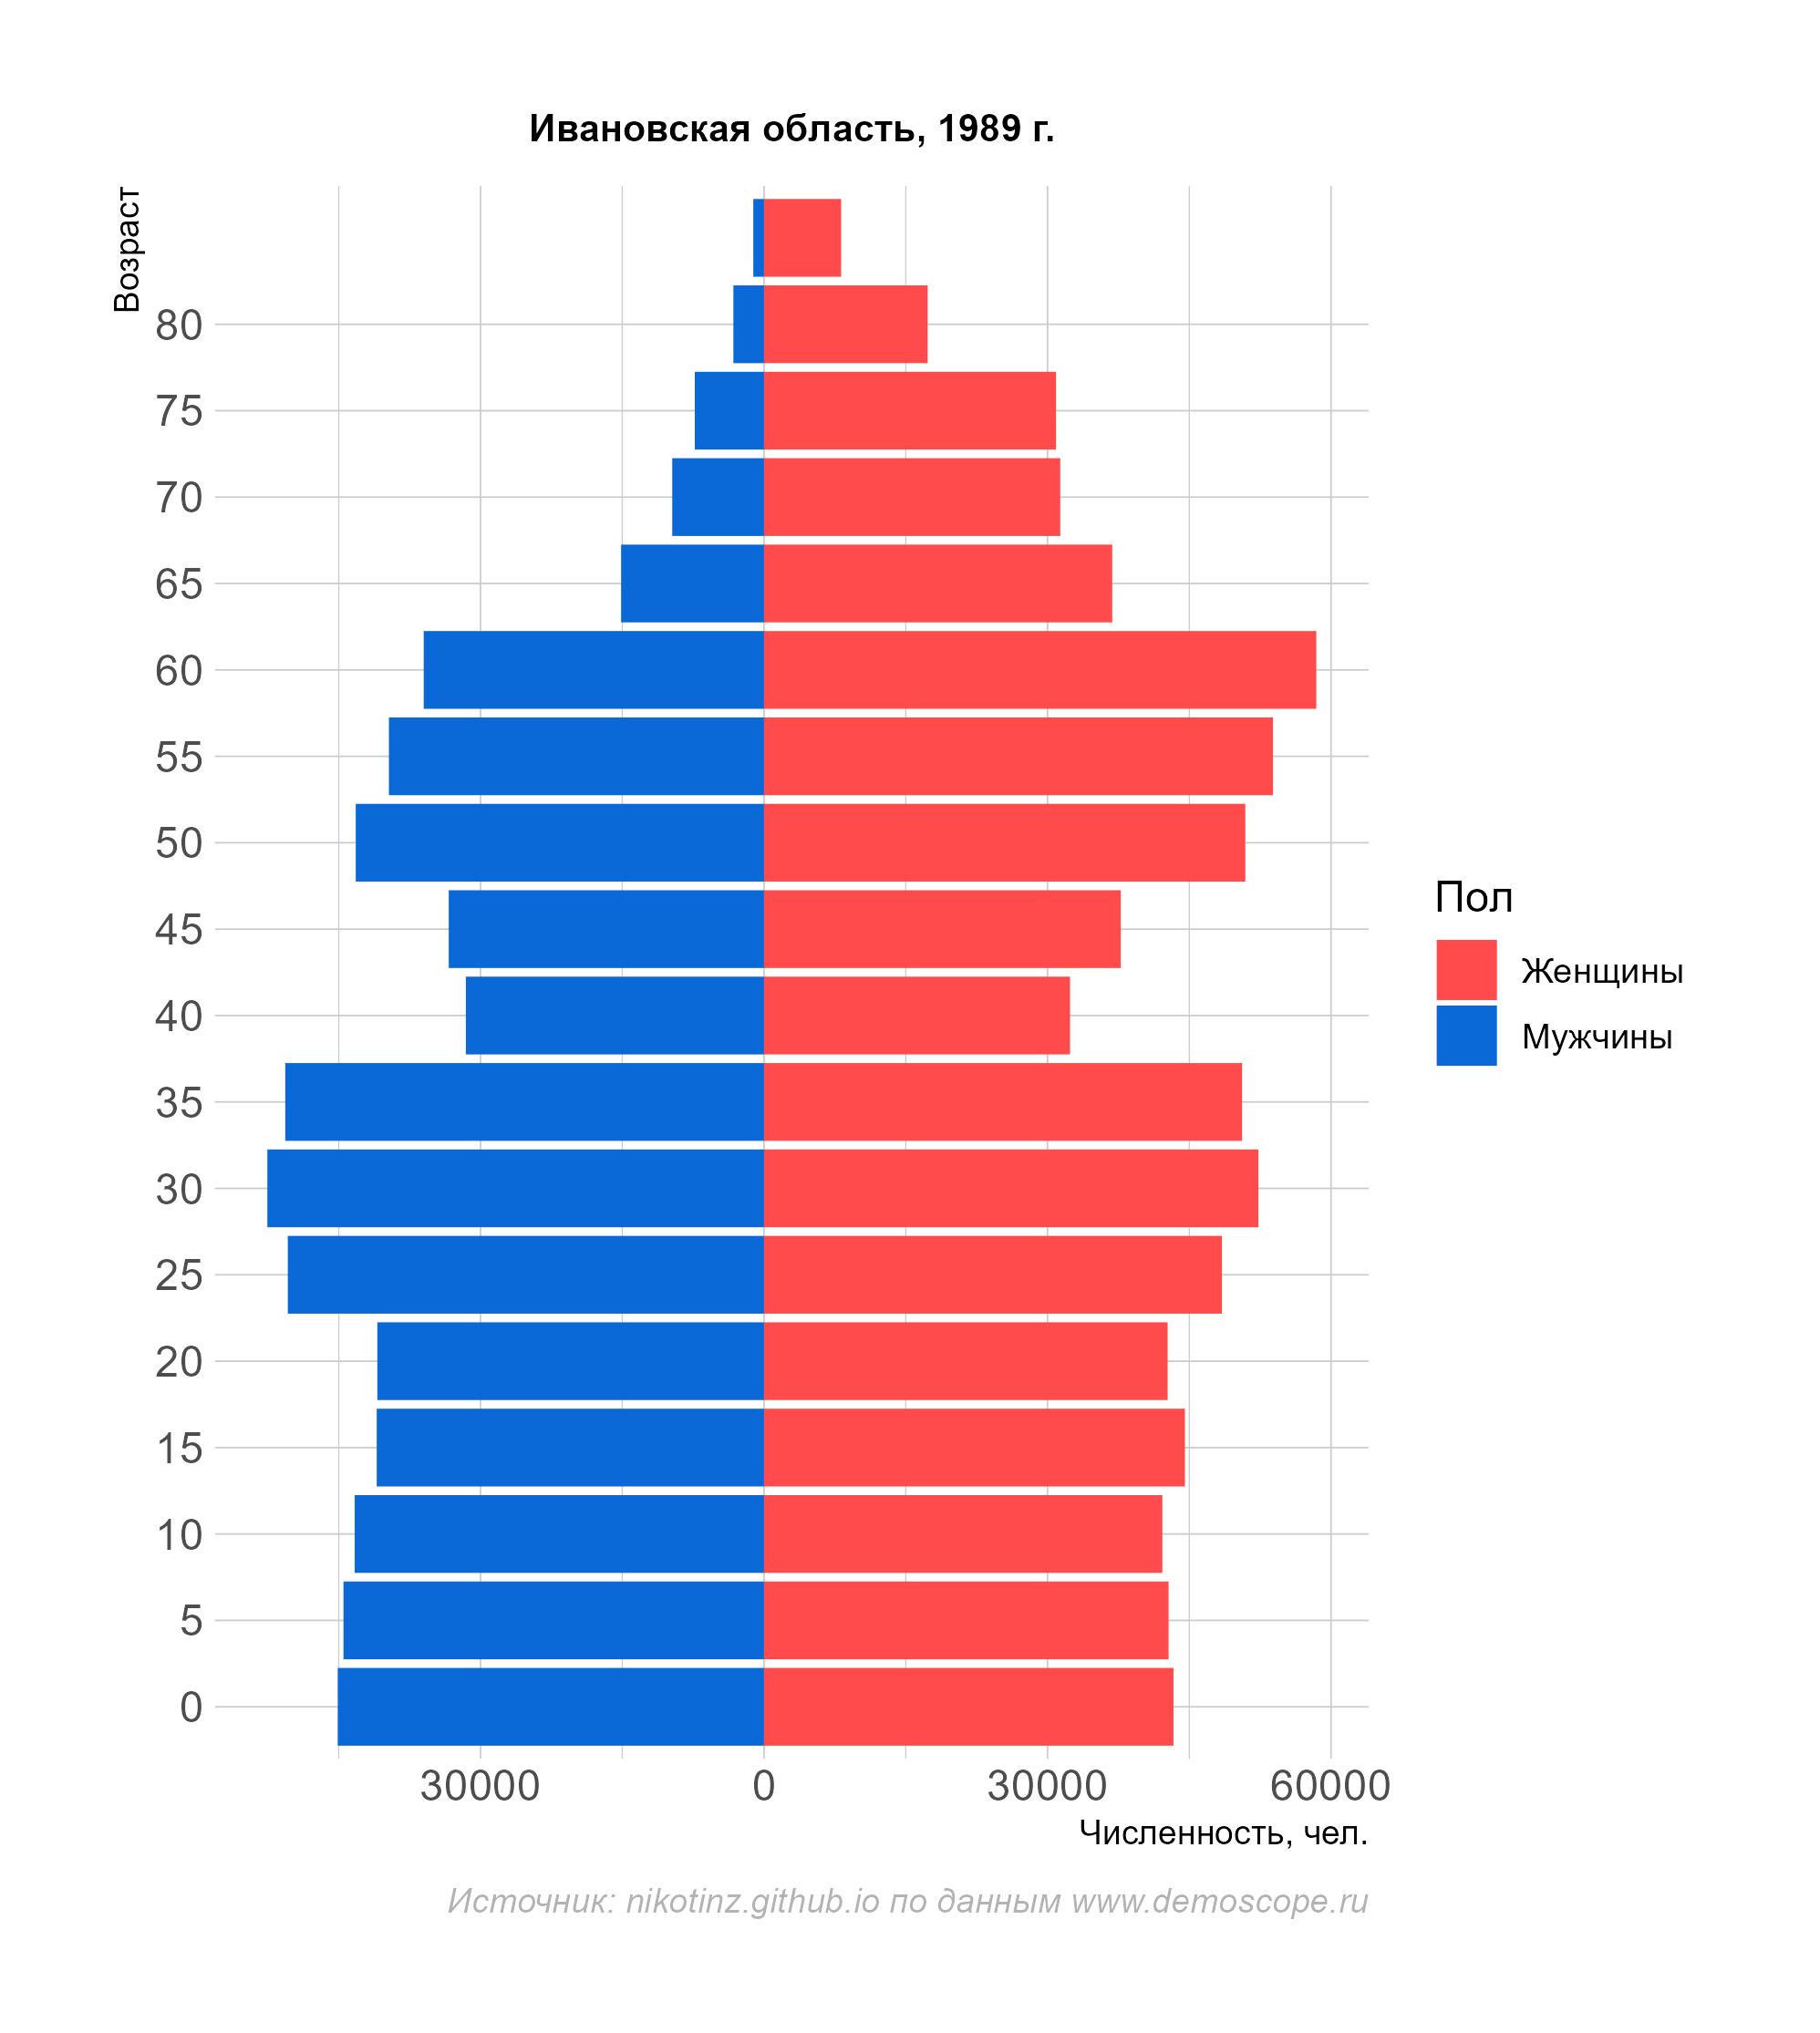 Ивановская область, 1989 г.
Возраст
80
75
70
65
60
55
50
45
40
35
30
25
20
15
10
5
0
30000 0 30000 60000
Численность, чел.
Пол
Женщины
Мужчины
Источник: nikotinz.github.io по данным www.demoscope.ru